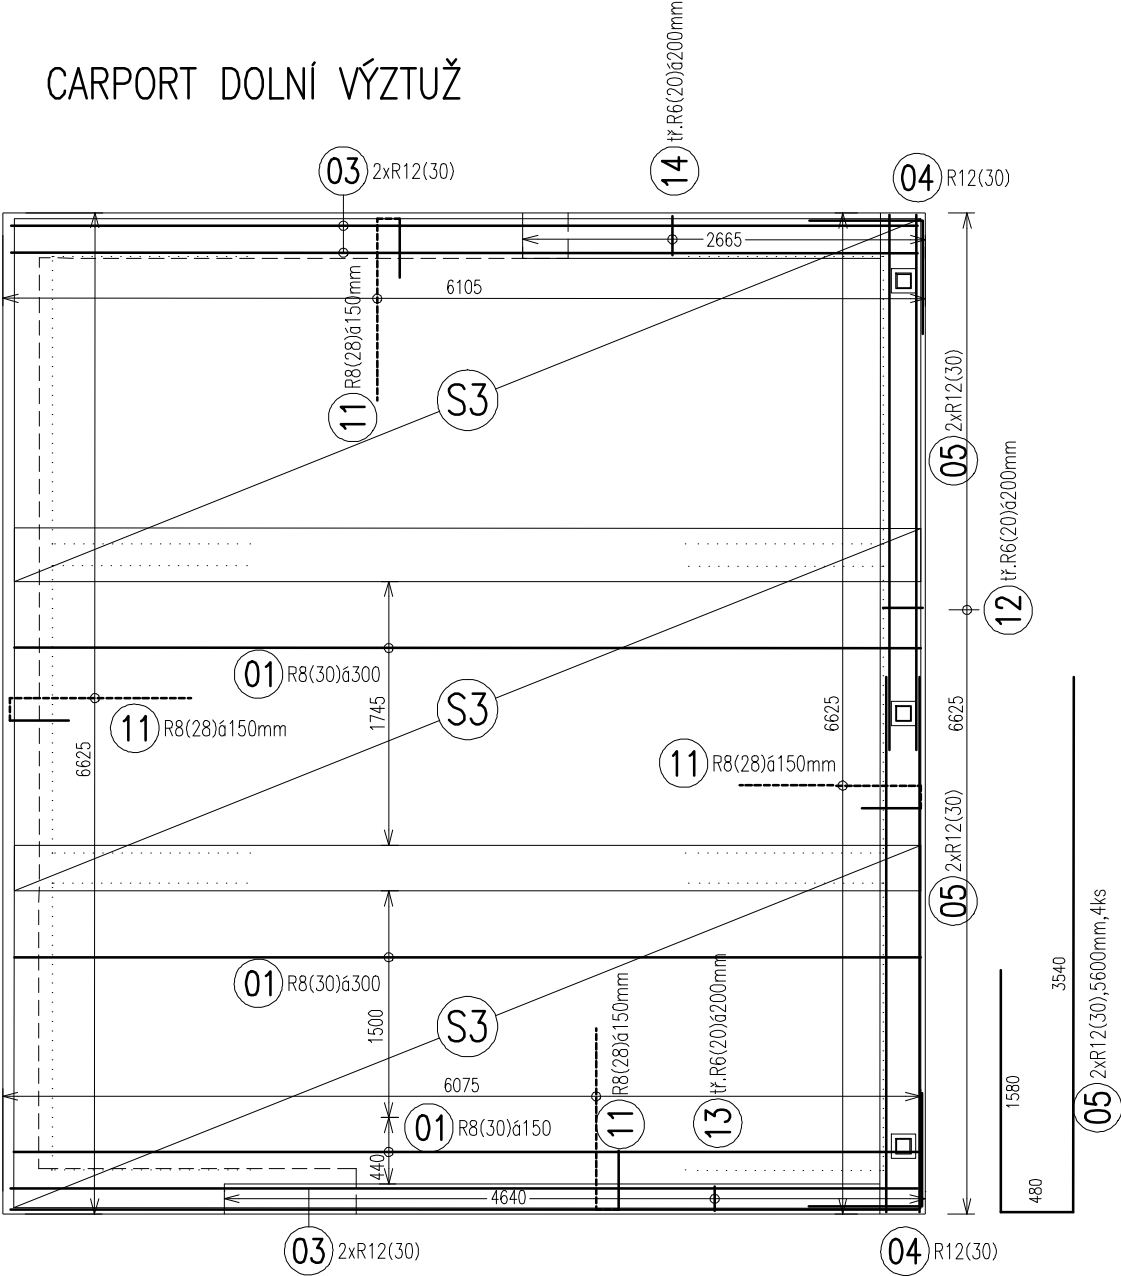 CARPORT DOLNÍ VÝZTUŽ
14 tř.R6(20)á200mm
03 2xR12(30)
04 R12(30)
2665
6105
11 R8(28)á150mm
S3
05 2xR12(30)
12 tř.R6(20)á200mm
01 R8(30)á300
1745
S3
11 R8(28)á150mm
6625
6625
6625
11 R8(28)á150mm
05 2xR12(30)
01 R8(30)á300
1500
S3
11 R8(28)á150mm
13 tř.R6(20)á200mm
6075
01 R8(30)á150
440
4640
03 2xR12(30)
04 R12(30)
3540
1580
480
05 2xR12(30),5600mm,4ks